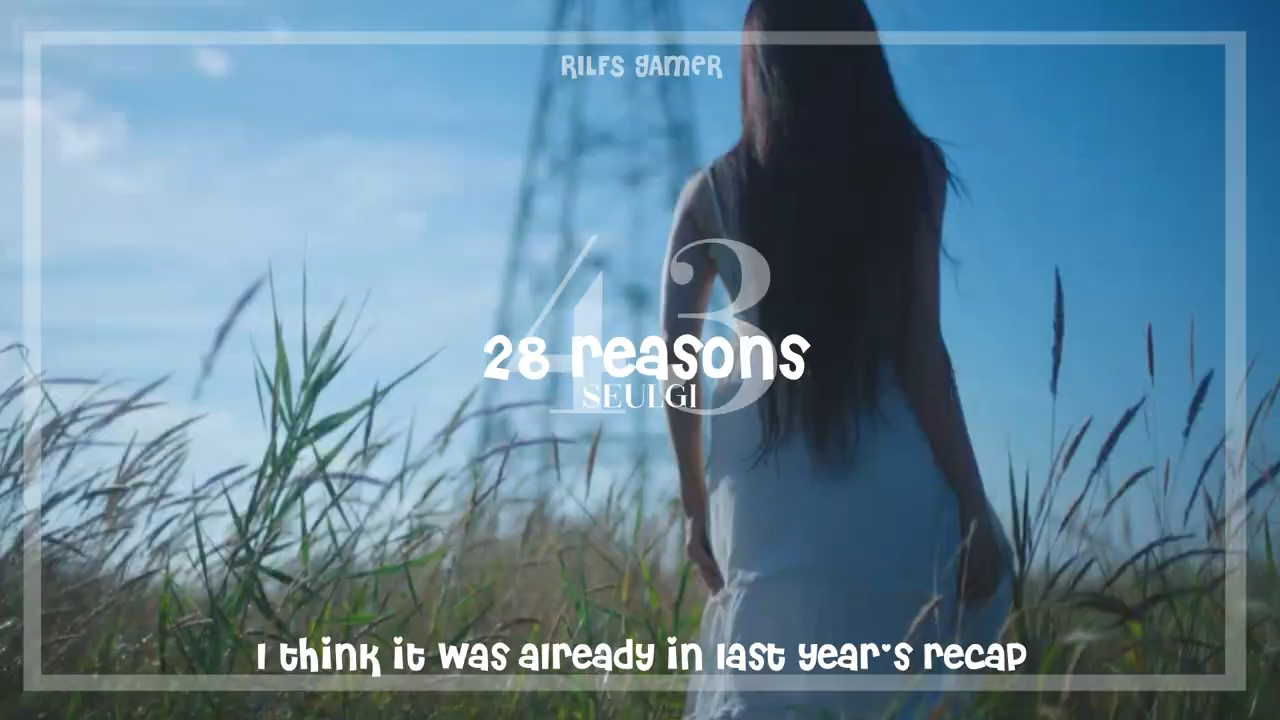 RILFS gamer
43
28 reasons
SEULGI
I think it was already in last year's recap